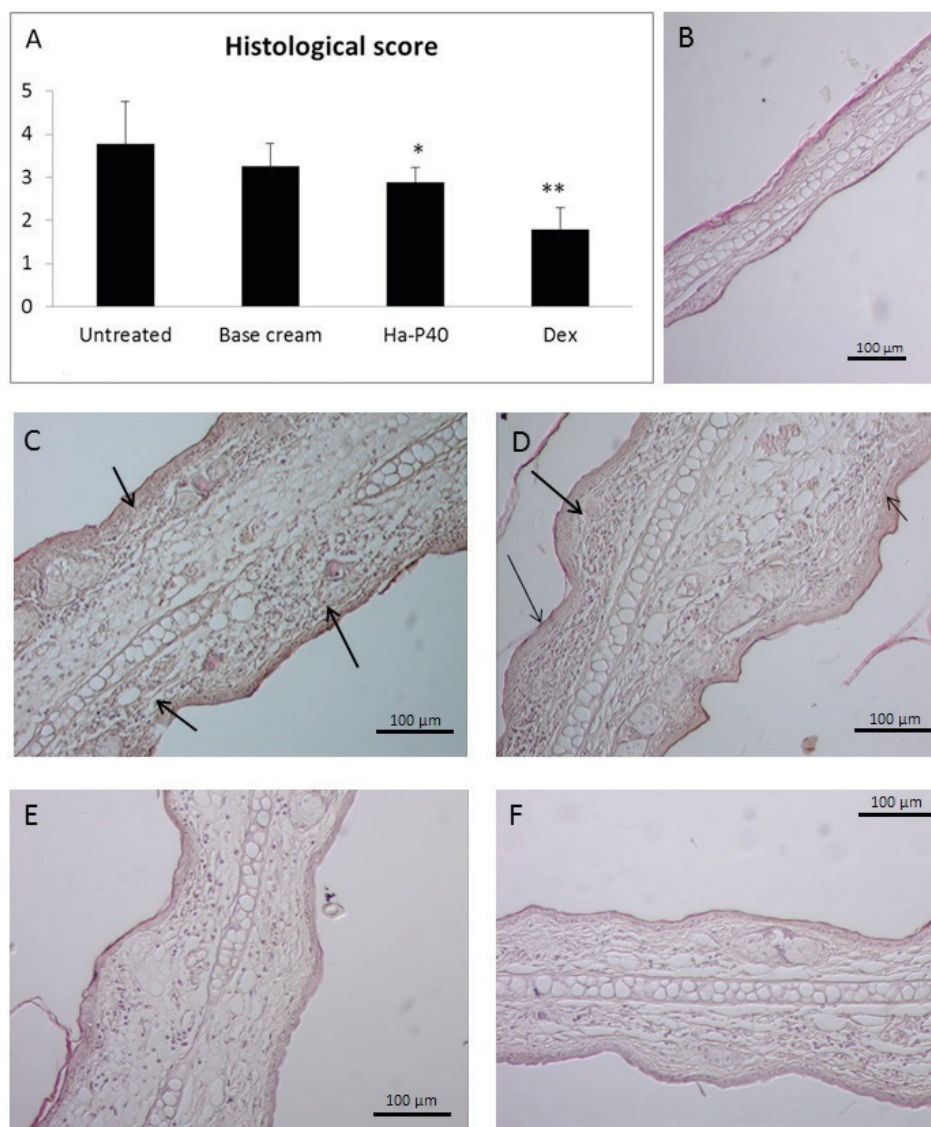 A
Histological score
5
4
3
2
1
0
*
**
Untreated
Base cream
Ha-P40
Dex
B
100 µm
C
100 µm
D
100 µm
E
100 µm
F
100 µm